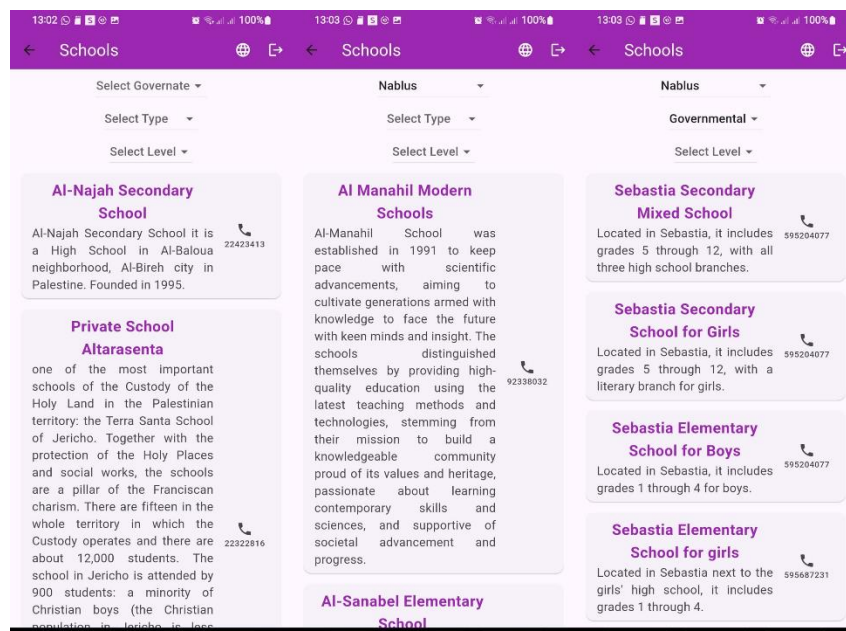 13:02 100%
Schools
Select Governate
Select Type
Select Level
Al-Najah Secondary
School
Al-Najah Secondary School it is
a High School in Al-Baloua
neighborhood, Al-Bireh city in
Palestine. Founded in 1995.
22423413
Private School
Altarasenta
one of the most important
schools of the Custody of the
Holy Land in the Palestinian
territory: the Terra Santa School
of Jericho. Together with the
protection of the Holy Places
and social works, the schools
are a pillar of the Franciscan
charism. There are fifteen in the
whole territory in which the
Custody operates and there are
about 12,000 students. The
school in Jericho is attended by
900 students: a minority of
Christian boys (the Christian
population in Jericho is less
22322816
13:03 100%
Schools
Nablus
Select Type
Select Level
Al Manahil Modern
Schools
Al-Manahil School was
established in 1991 to keep
pace with scientific
advancements, aiming to
cultivate generations armed with
knowledge to face the future
with keen minds and insight. The
schools distinguished
themselves by providing high-
quality education using the
latest teaching methods and
technologies, stemming from
their mission to build a
knowledgeable community
proud of its values and heritage,
passionate about learning
contemporary skills and
sciences, and supportive of
societal advancement and
progress.
92338032
Al-Sanabel Elementary
School
13:03 100%
Schools
Nablus
Governmental
Select Level
Sebastia Secondary
Mixed School
Located in Sebastia, it includes
grades 5 through 12, with all
three high school branches.
595204077
Sebastia Secondary
School for Girls
Located in Sebastia, it includes
grades 5 through 12, with a
literary branch for girls.
595204077
Sebastia Elementary
School for Boys
Located in Sebastia, it includes
grades 1 through 4 for boys.
595204077
Sebastia Elementary
School for girls
Located in Sebastia next to the
girls' high school, it includes
grades 1 through 4.
595687231